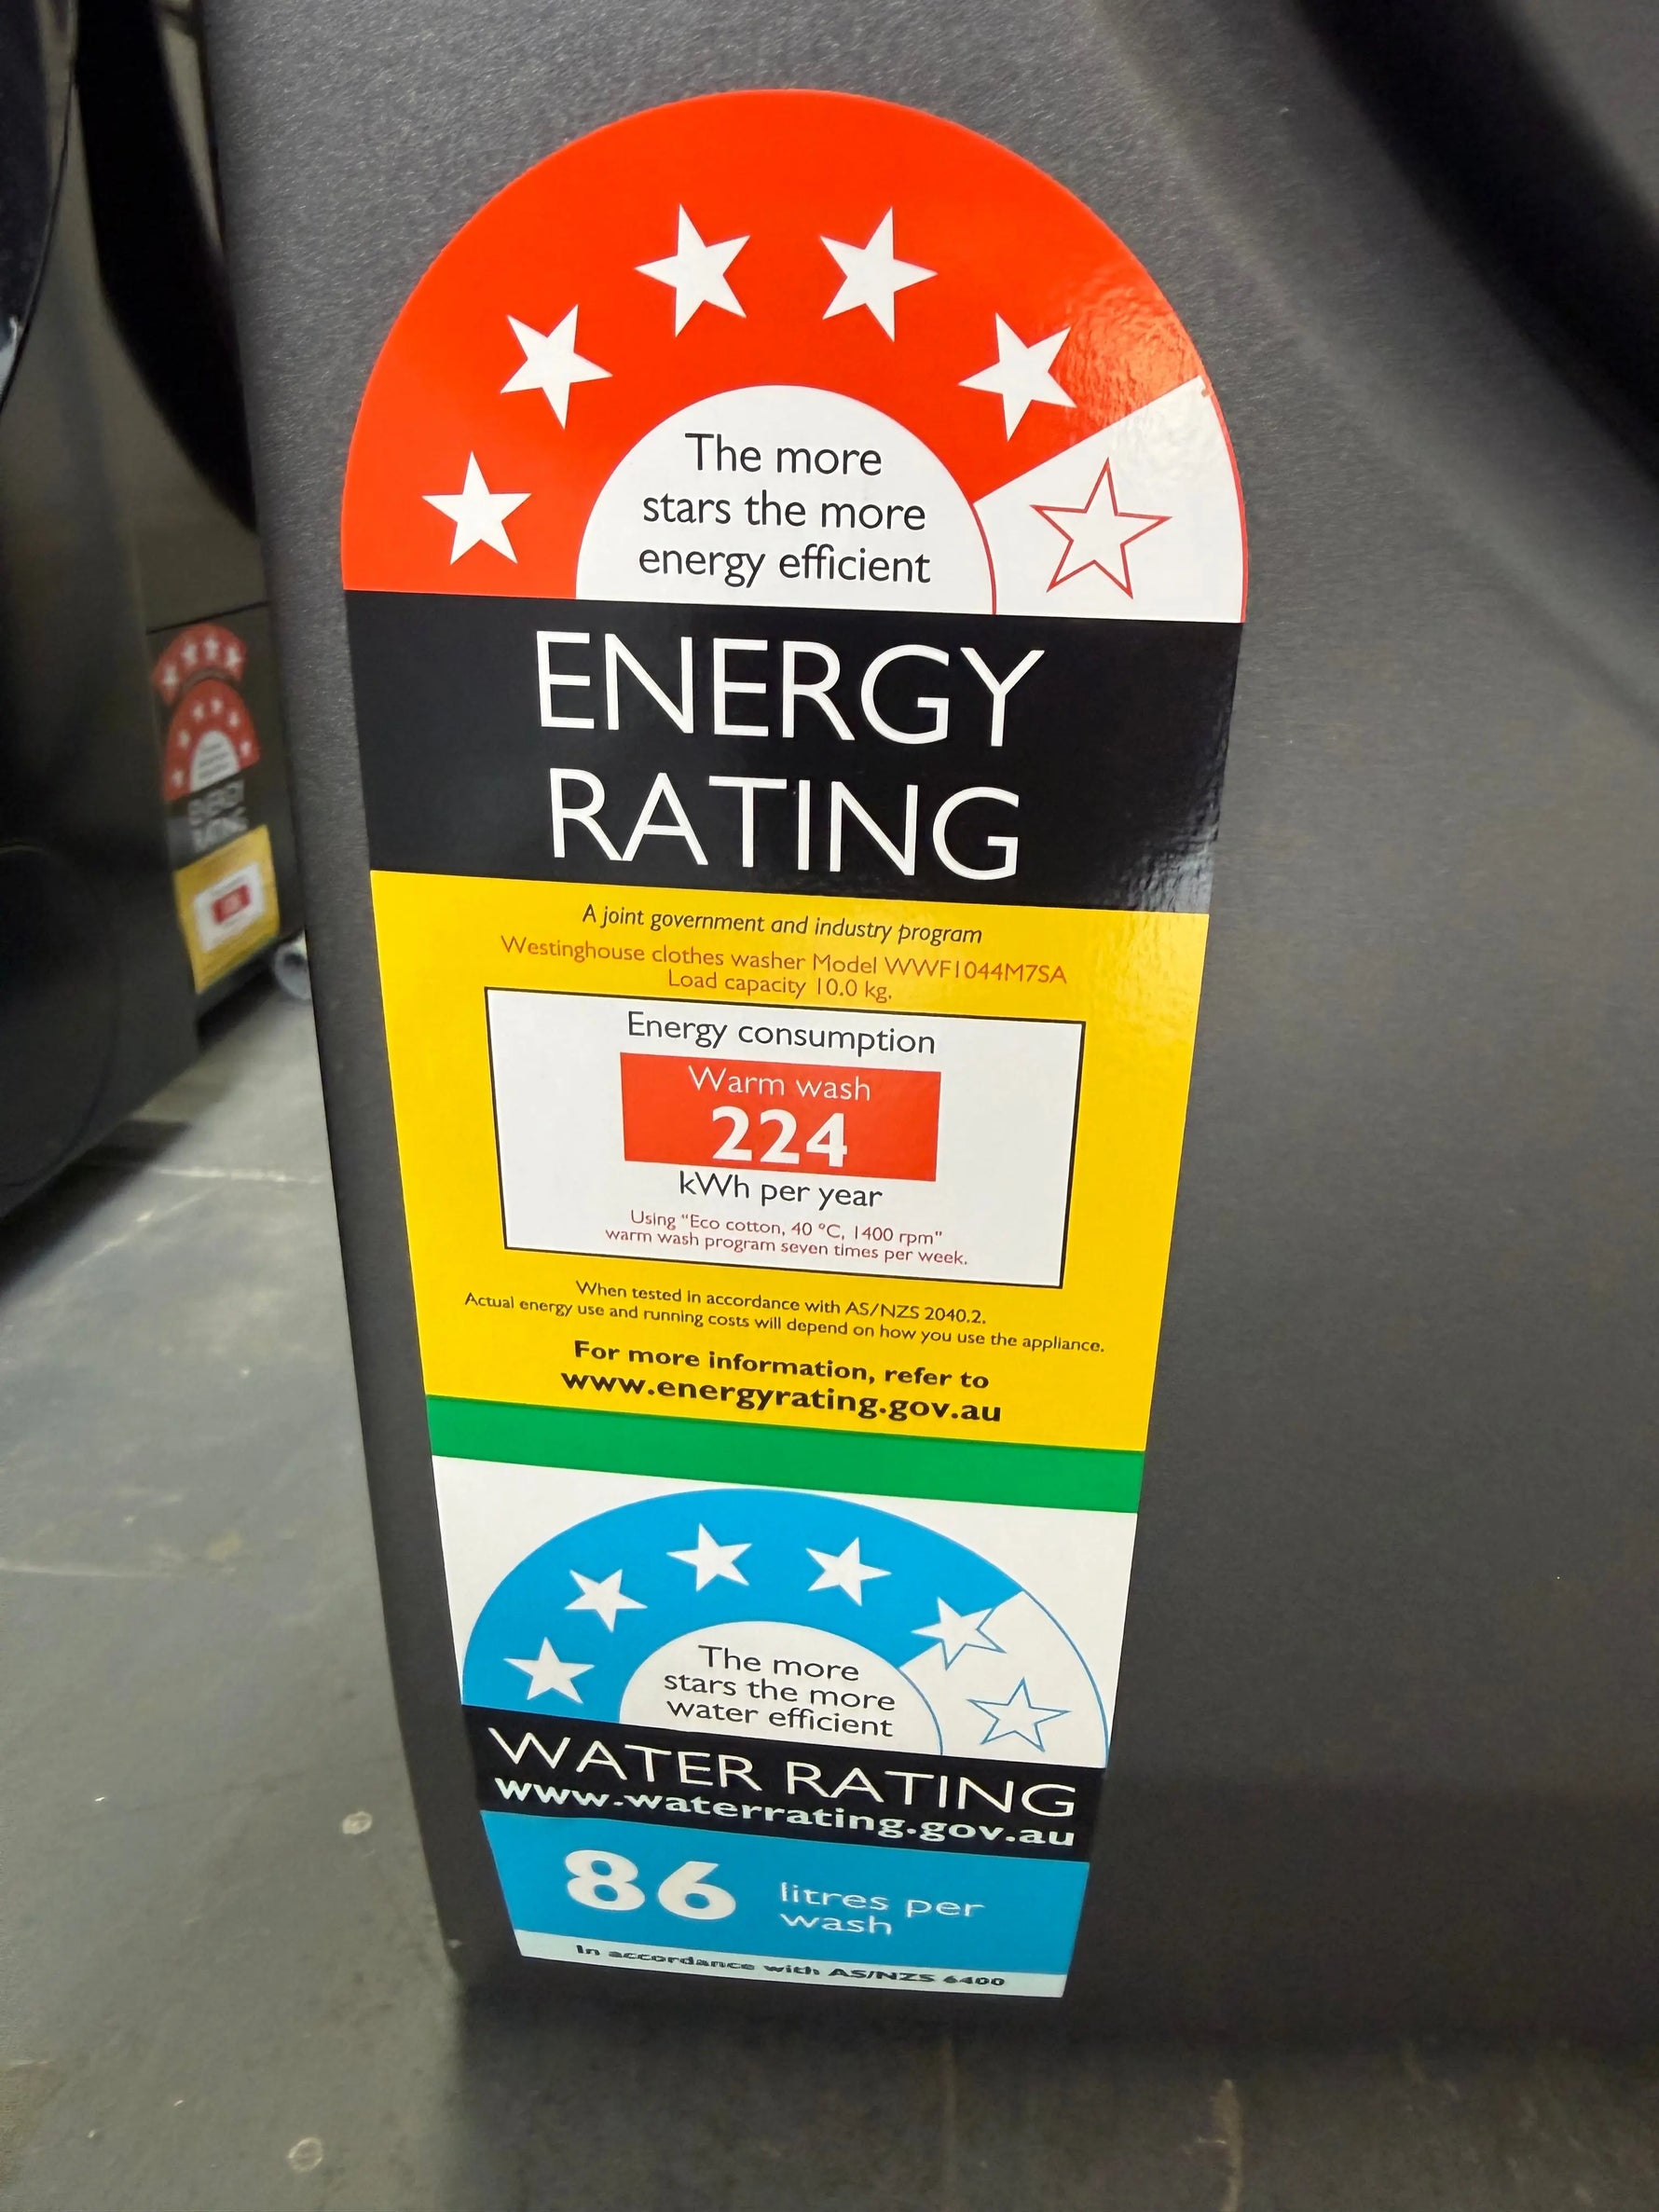 The more
stars the more
energy efficient
ENERGY
RATING
A joint government and industry program
Westinghouse clothes washer Model WWF1044M7SA
Load capacity 10.0 kg.
Energy consumption
Warm wash
224
kWh per year
Using "Eco cotton, 40 °C, 1400 rpm"
warm wash program seven times per week.
When tested in accordance with AS/NZS 2040.2.
Actual energy use and running costs will depend on how you use the appliance.
For more information, refer to
www.energyrating.gov.au
The more
stars the more
water efficient
WATER RATING
www.waterrating.gov.au
86 litres per
wash
In accordance with AS/NZS 6400
ENERGY
RATING